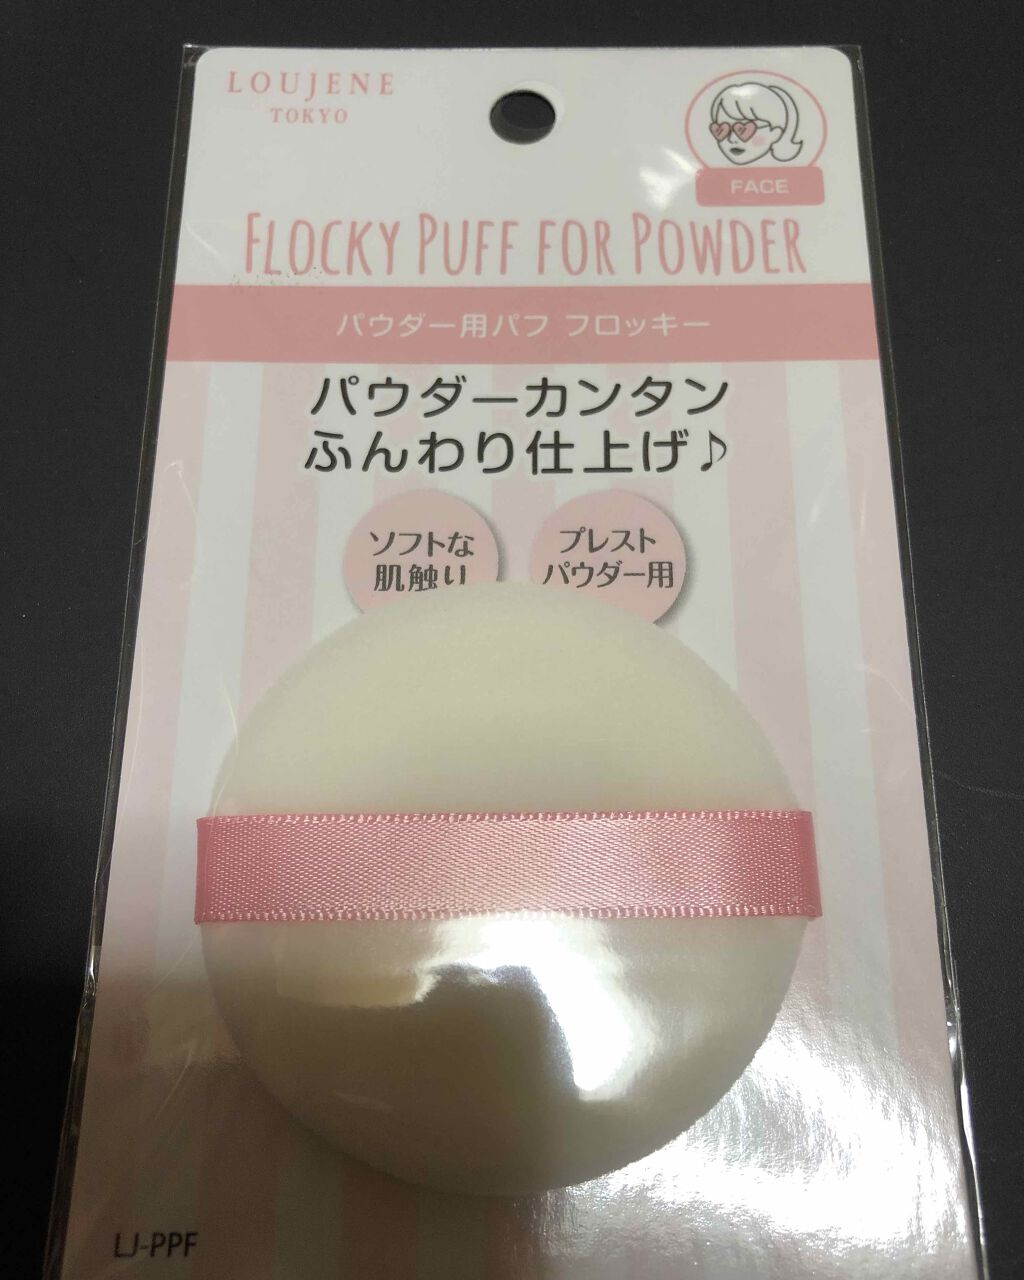 LOUJENE
TOKYO
FACE
FLOCKY PUFF FOR POWDER
パウダー用パフ フロッキー
パウダーカンタン
ふんわり仕上げ♪
ソフトな
肌触り
プレスト
パウダー用
LJ-PPF